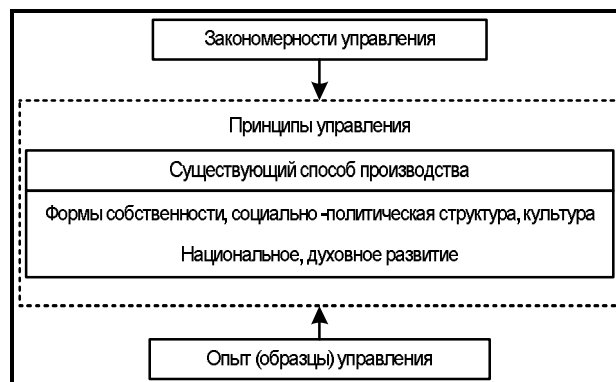 Закономерности управления
Принципы управления
Существующий способ производства
Формы собственности, социально -политическая структура, культура
Национальное, духовное развитие
Опыт (образцы) управления